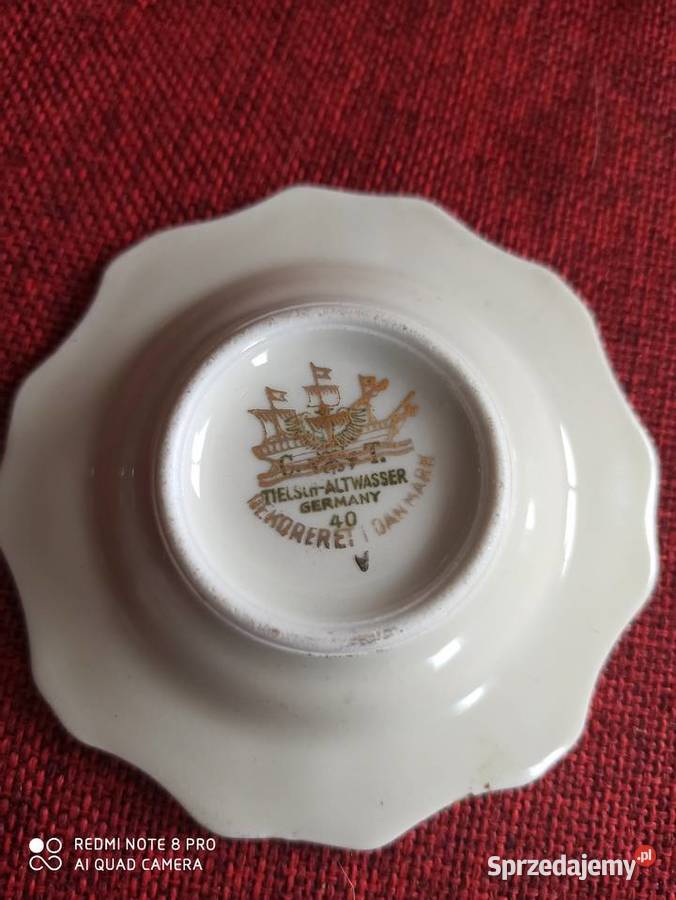 C. T.
TIELSCH-ALTWASSER
GERMANY
40
DEKORERET I DANMARK
REDMI NOTE 8 PRO
AI QUAD CAMERA
Sprzedajemy.pl